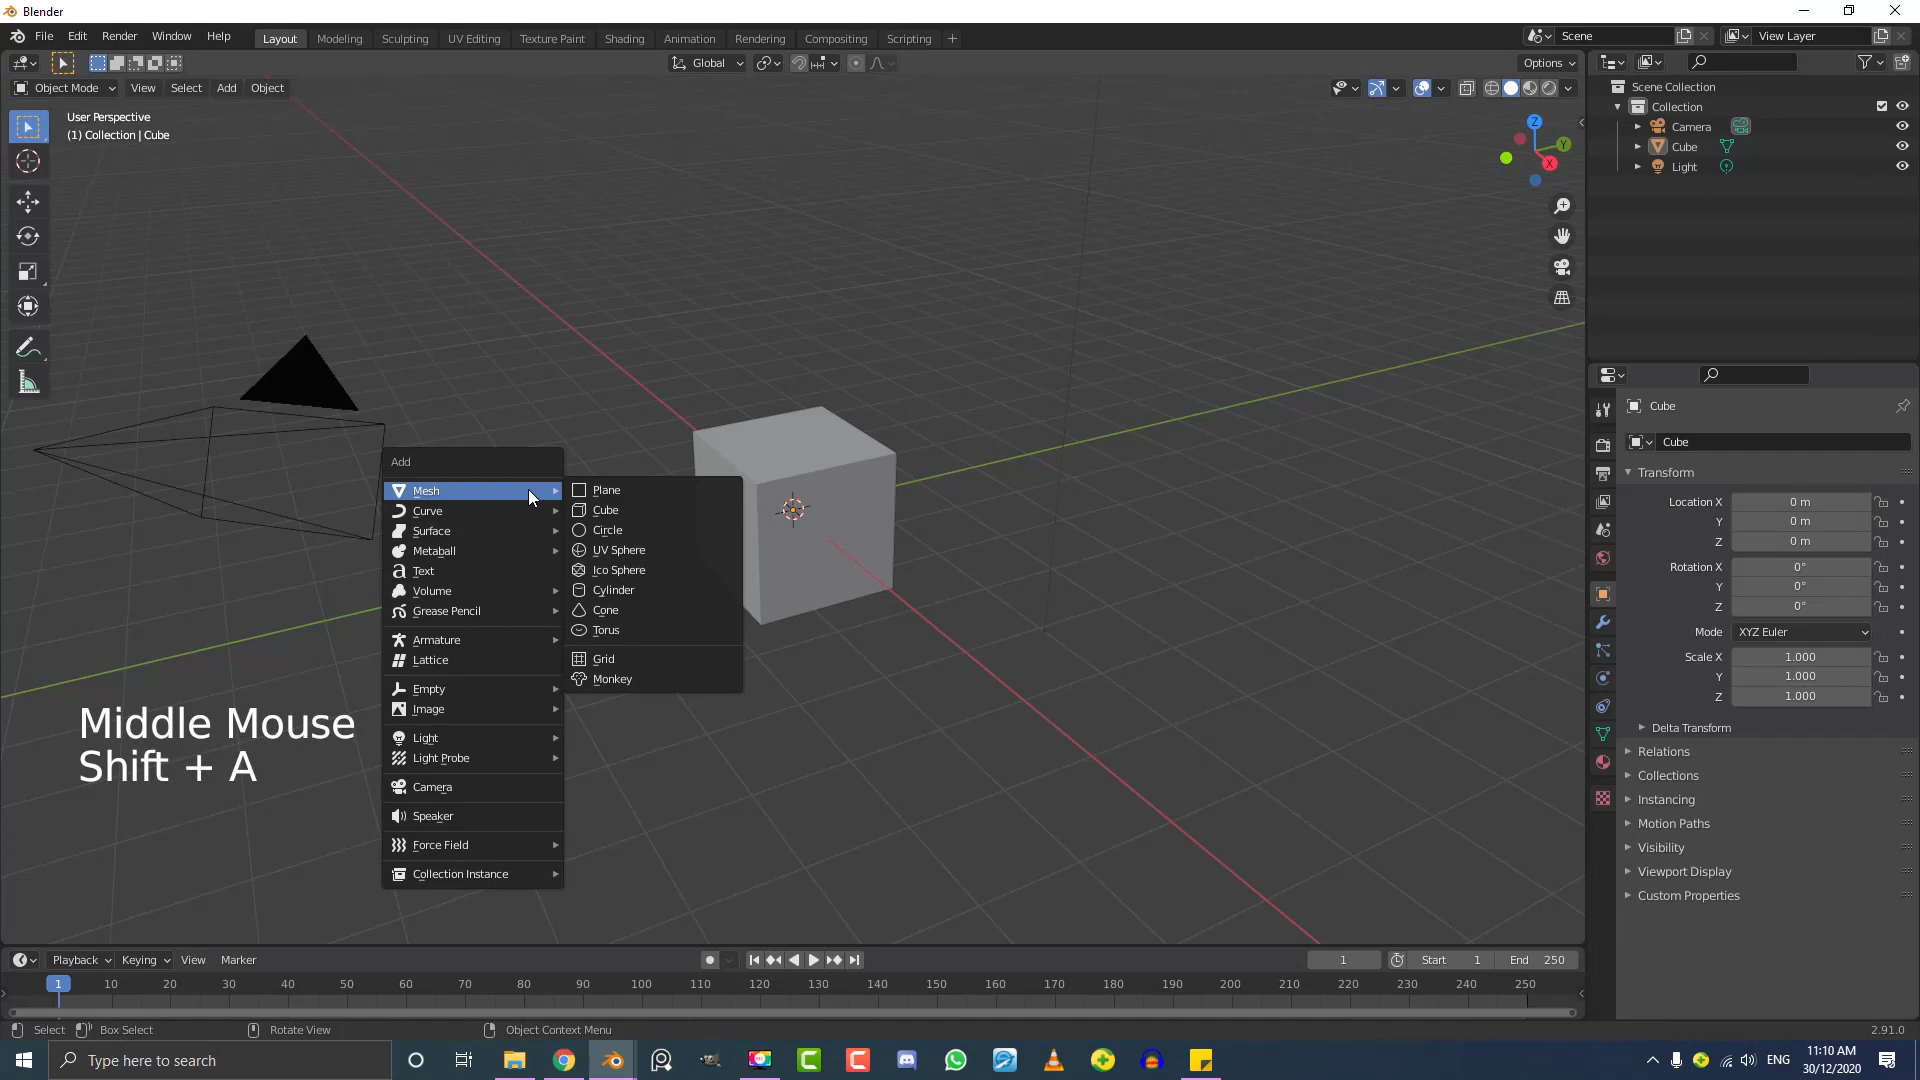 Blender
File Edit Render Window Help Layout Modeling Sculpting UV Editing Texture Paint Shading Animation Rendering Compositing Scripting + Scene View Layer
Global Options
Object Mode View Select Add Object
User Perspective
(1) Collection | Cube
Z
Y
X
Scene Collection
Collection
Camera
Cube
Light
Add
Mesh
Curve
Surface
Metaball
Text
Volume
Grease Pencil
Armature
Lattice
Empty
Image
Light
Light Probe
Camera
Speaker
Force Field
Collection Instance
Plane
Cube
Circle
UV Sphere
Ico Sphere
Cylinder
Cone
Torus
Grid
Monkey
Middle Mouse
Shift + A
Cube
Cube
Transform
Location X 0 m
Y 0 m
Z 0 m
Rotation X 0°
Y 0°
Z 0°
Mode XYZ Euler
Scale X 1.000
Y 1.000
Z 1.000
Delta Transform
Relations
Collections
Instancing
Motion Paths
Visibility
Viewport Display
Custom Properties
Playback Keying View Marker 1 Start 1 End 250
1 10 20 30 40 50 60 70 80 90 100 110 120 130 140 150 160 170 180 190 200 210 220 230 240 250
Select Box Select Rotate View Object Context Menu 2.91.0
Type here to search
ENG
11:10 AM
30/12/2020